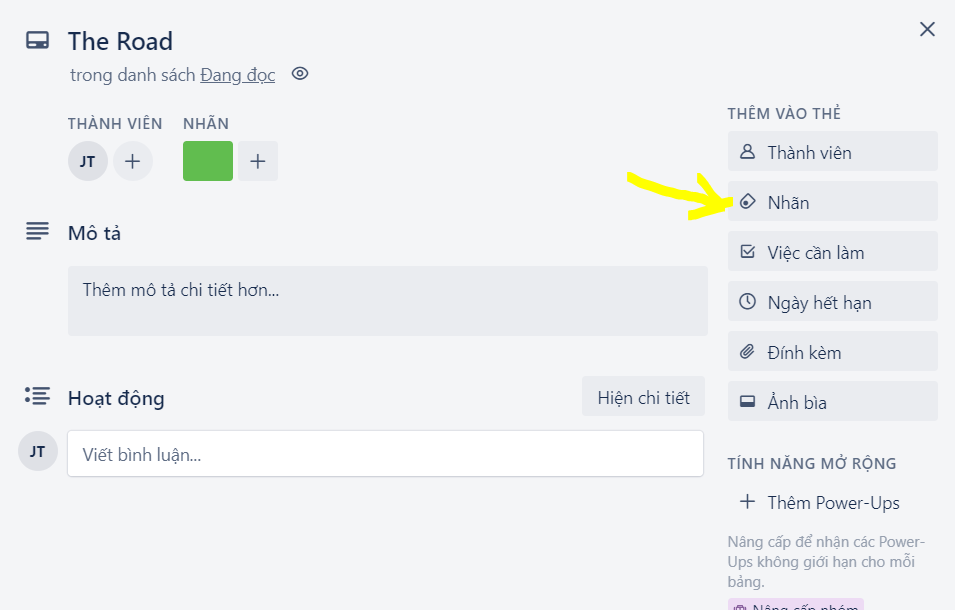 The Road
trong danh sách Đang đọc
THÀNH VIÊN NHÃN
JT
Mô tả
Thêm mô tả chi tiết hơn...
Hoạt động
Hiện chi tiết
JT
Viết bình luận...
THÊM VÀO THẺ
Thành viên
Nhãn
Việc cần làm
Ngày hết hạn
Đính kèm
Ảnh bìa
TÍNH NĂNG MỞ RỘNG
Thêm Power-Ups
Nâng cấp để nhận các Power-
Ups không giới hạn cho mỗi
bảng.
Nâng cấp nhóm